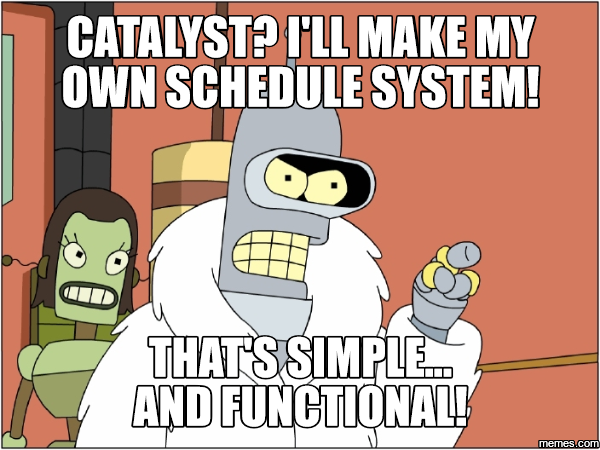 CATALYST? I'LL MAKE MY
OWN SCHEDULE SYSTEM!
THAT'S SIMPLE...
AND FUNCTIONAL!
memes.com